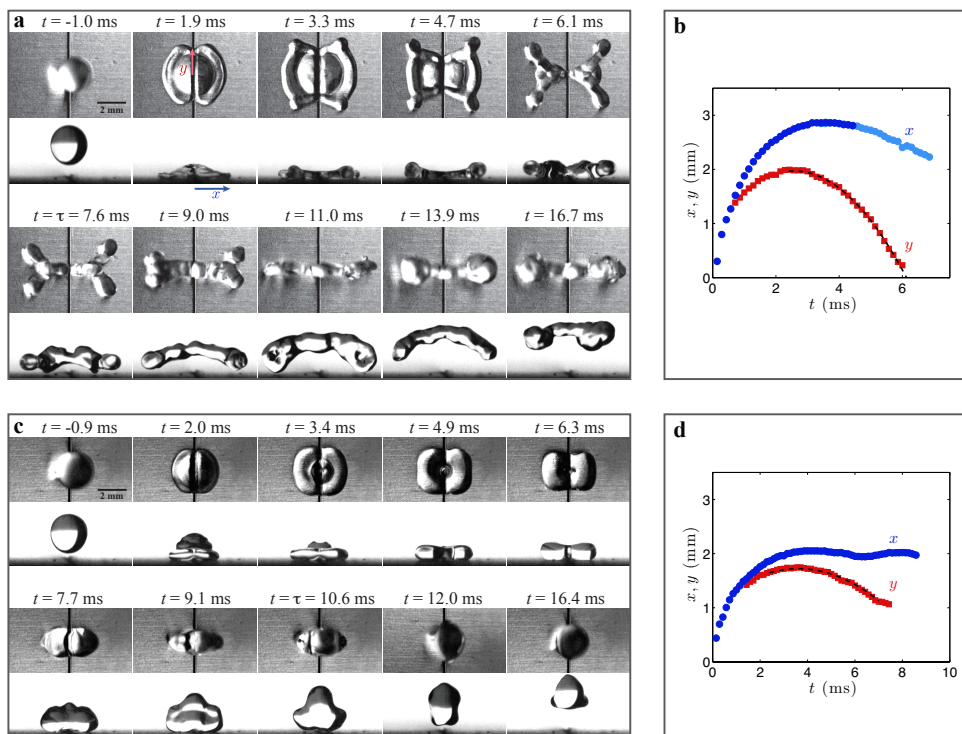 a
t = -1.0 ms t = 1.9 ms t = 3.3 ms t = 4.7 ms t = 6.1 ms
y
2 mm
x
t = τ = 7.6 ms t = 9.0 ms t = 11.0 ms t = 13.9 ms t = 16.7 ms
b
3
2
1
0
x, y (mm)
x
y
0 2 4 6 8
t (ms)
c
t = -0.9 ms t = 2.0 ms t = 3.4 ms t = 4.9 ms t = 6.3 ms
2 mm
t = 7.7 ms t = 9.1 ms t = τ = 10.6 ms t = 12.0 ms t = 16.4 ms
d
3
2
1
0
x, y (mm)
x
y
0 2 4 6 8 10
t (ms)